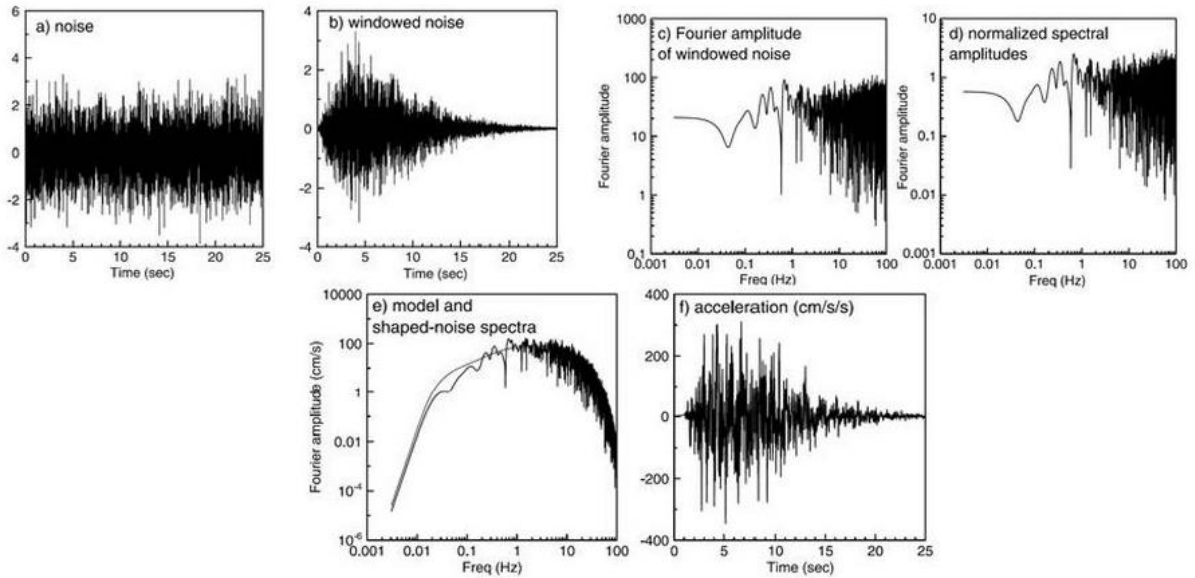 a) noise
6
4
2
0
-2
-4
0 5 10 15 20 25
Time (sec)
b) windowed noise
4
2
0
-2
-4
0 5 10 15 20 25
Time (sec)
c) Fourier amplitude
of windowed noise
Fourier amplitude
1000
100
10
1
0.1
0.001 0.01 0.1 1 10 100
Freq (Hz)
d) normalized spectral
amplitudes
Fourier amplitude
10
1
0.1
0.01
0.001
0.001 0.01 0.1 1 10 100
Freq (Hz)
e) model and
shaped-noise spectra
Fourier amplitude (cm/s)
10000
100
1
0.01
10-4
10-6
0.001 0.01 0.1 1 10 100
Freq (Hz)
f) acceleration (cm/s/s)
400
200
0
-200
-400
0 5 10 15 20 25
Time (sec)